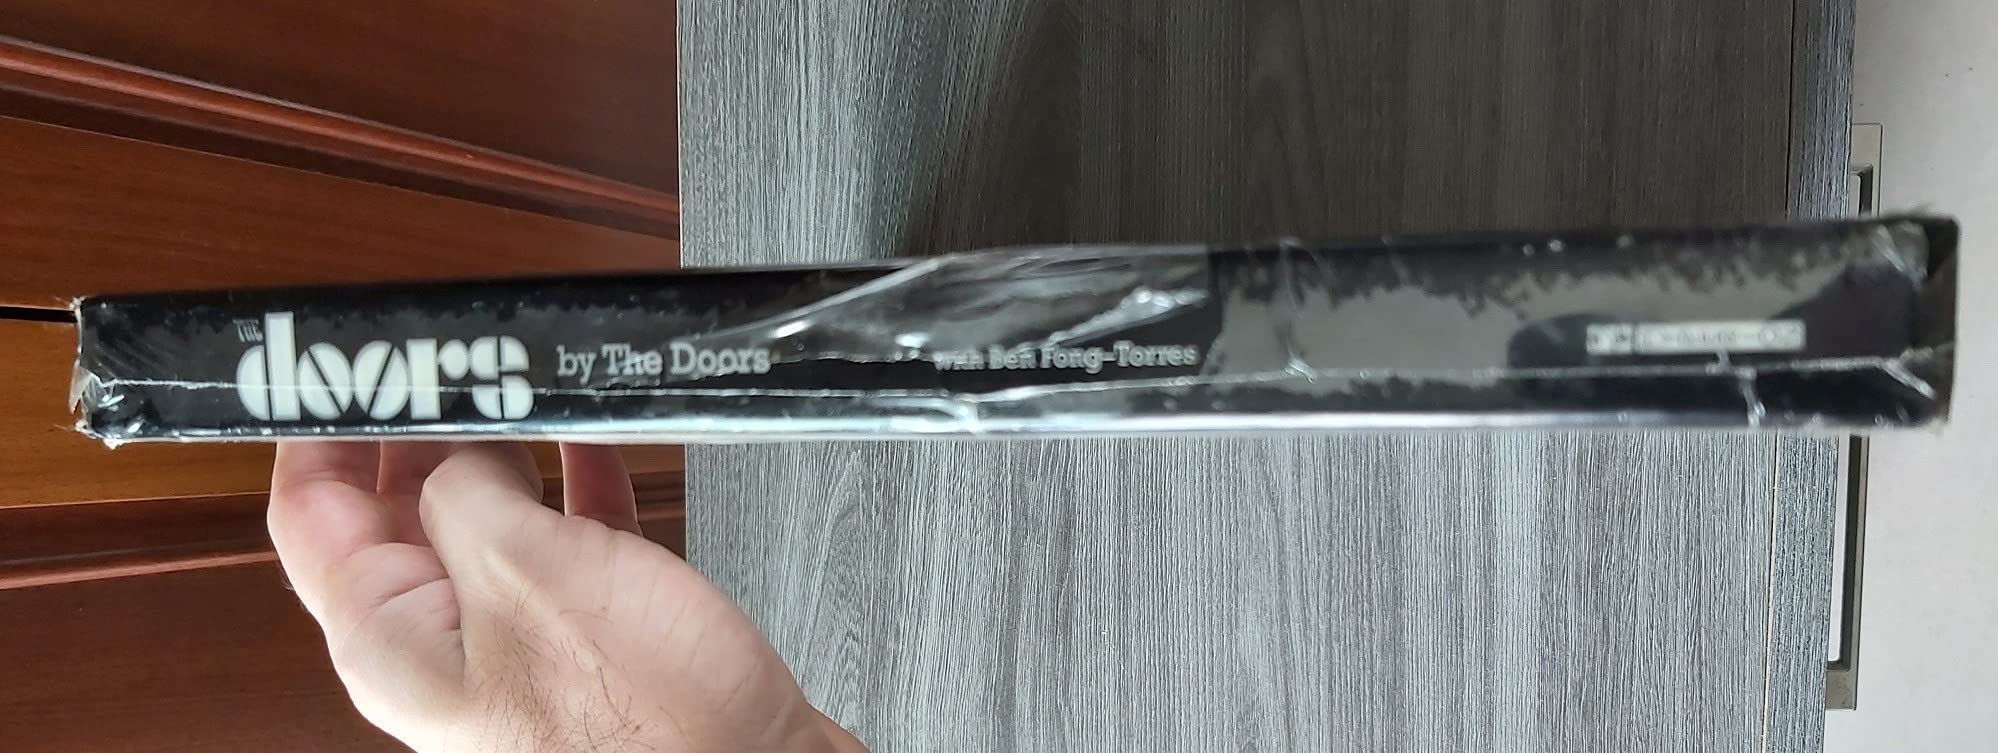 THE
doors
by The Doors
with Ben Fong-Torres